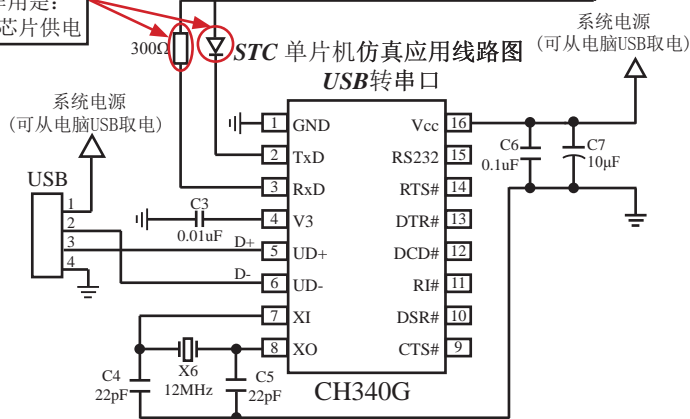 作用是:
芯片供电
300Ω
STC 单片机仿真应用线路图
USB转串口
系统电源
(可从电脑USB取电)
系统电源
(可从电脑USB取电)
USB
1
2
3
4
1 GND
2 TxD
3 RxD
4 V3
5 UD+
6 UD-
7 XI
8 XO
Vcc 16
RS232 15
RTS# 14
DTR# 13
DCD# 12
RI# 11
DSR# 10
CTS# 9
C3
0.01uF
D+
D-
C6
0.1uF
C7
10μF
C4
22pF
X6
12MHz
C5
22pF
CH340G